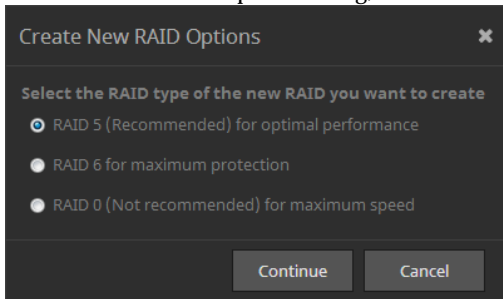 Create New RAID Options
Select the RAID type of the new RAID you want to create
RAID 5 (Recommended) for optimal performance
RAID 6 for maximum protection
RAID 0 (Not recommended) for maximum speed
Continue Cancel